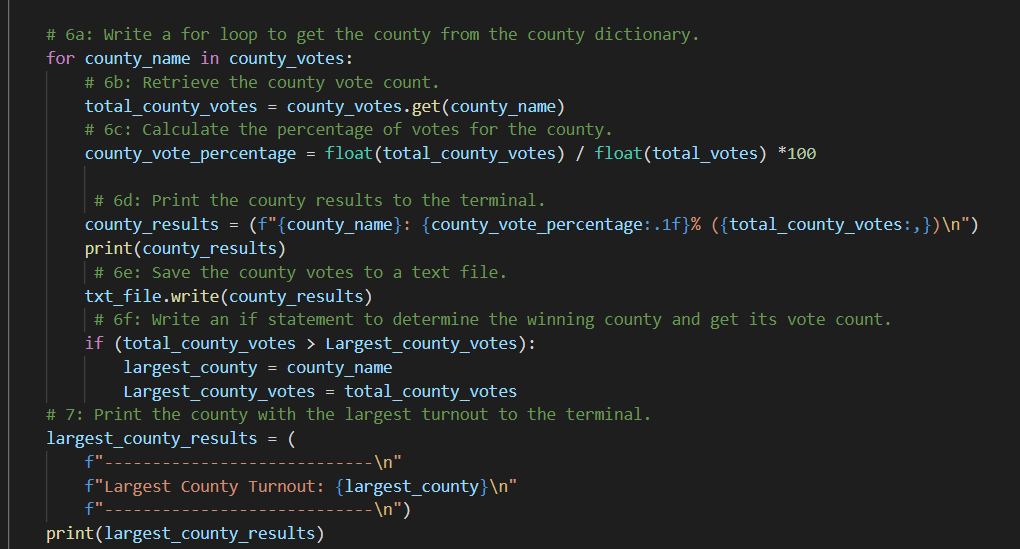 # 6a: Write a for loop to get the county from the county dictionary.
for county_name in county_votes:
    # 6b: Retrieve the county vote count.
    total_county_votes = county_votes.get(county_name)
    # 6c: Calculate the percentage of votes for the county.
    county_vote_percentage = float(total_county_votes) / float(total_votes) *100

     # 6d: Print the county results to the terminal.
    county_results = (f"{county_name}: {county_vote_percentage:.1f}% ({total_county_votes:,})\n")
    print(county_results)
     # 6e: Save the county votes to a text file.
    txt_file.write(county_results)
     # 6f: Write an if statement to determine the winning county and get its vote count.
    if (total_county_votes > Largest_county_votes):
        largest_county = county_name
        Largest_county_votes = total_county_votes
# 7: Print the county with the largest turnout to the terminal.
largest_county_results = (
    f"----------------------------\n"
    f"Largest County Turnout: {largest_county}\n"
    f"----------------------------\n")
print(largest_county_results)